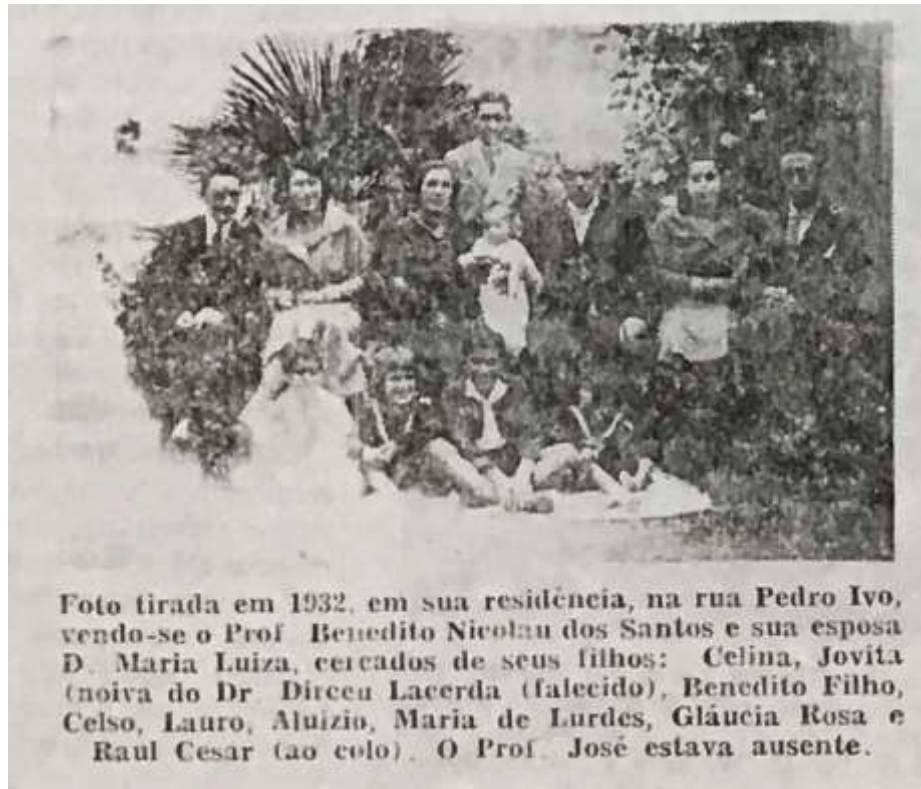 Foto tirada em 1932, em sua residência, na rua Pedro Ivo,
vendo-se o Prof Benedito Nicolau dos Santos e sua esposa
D. Maria Luiza, cercados de seus filhos: Celina, Jovita
(noiva do Dr. Dirceu Lacerda (falecido), Benedito Filho,
Celso, Lauro, Aluizio, Maria de Lurdes, Gláucia Rosa e
Raul Cesar (ao colo). O Prof. José estava ausente.